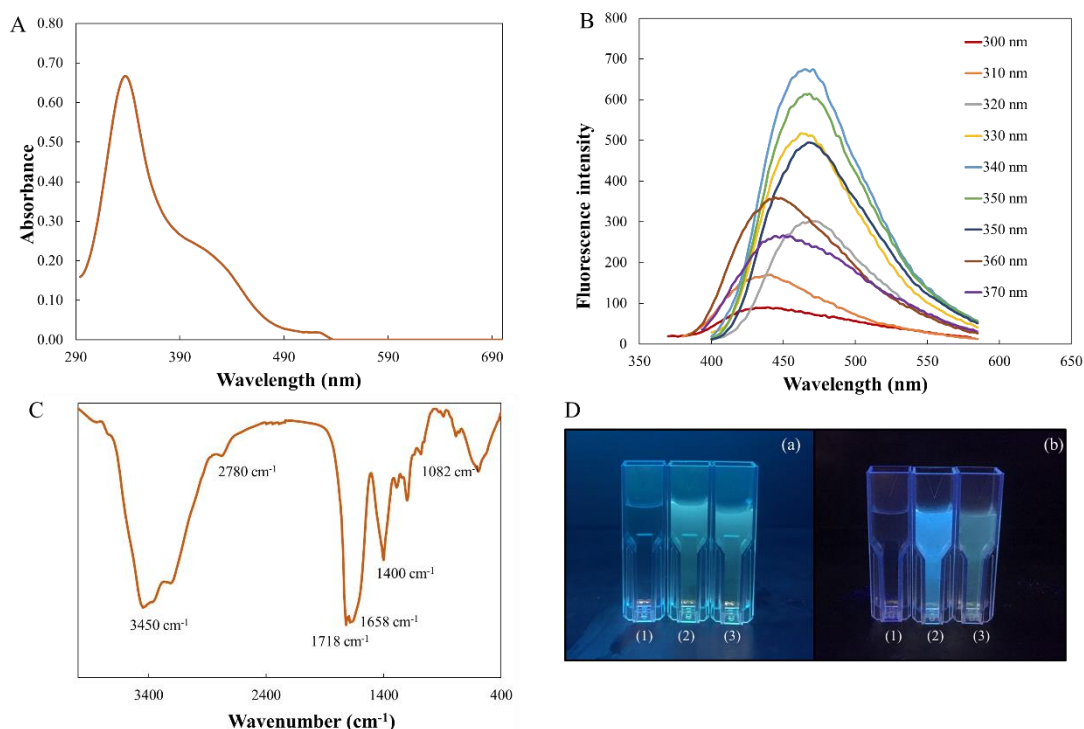 A
0.80
0.70
0.60
0.50
0.40
0.30
0.20
0.10
0.00
290 390 490 590 690
Absorbance
Wavelength (nm)
B
800
700
600
500
400
300
200
100
0
350 400 450 500 550 600 650
Fluorescence intensity
Wavelength (nm)
300 nm
310 nm
320 nm
330 nm
340 nm
350 nm
350 nm
360 nm
370 nm
C
2780 cm-1
1082 cm-1
1400 cm-1
3450 cm-1
1658 cm-1
1718 cm-1
3400 2400 1400 400
Wavenumber (cm-1)
D
(a)
(1) (2) (3)
(b)
(1) (2) (3)